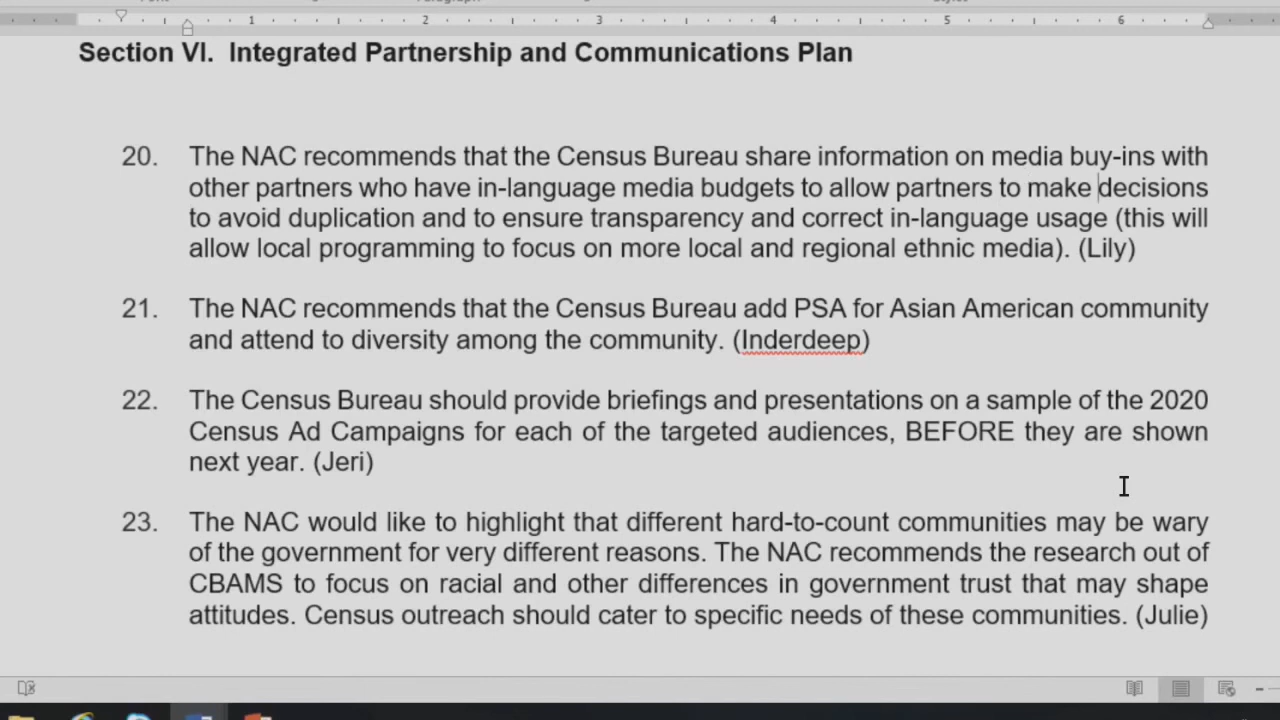 1 2 3 4 5 6
Section VI. Integrated Partnership and Communications Plan
20. The NAC recommends that the Census Bureau share information on media buy-ins with
other partners who have in-language media budgets to allow partners to make decisions
to avoid duplication and to ensure transparency and correct in-language usage (this will
allow local programming to focus on more local and regional ethnic media). (Lily)
21. The NAC recommends that the Census Bureau add PSA for Asian American community
and attend to diversity among the community. (Inderdeep)
22. The Census Bureau should provide briefings and presentations on a sample of the 2020
Census Ad Campaigns for each of the targeted audiences, BEFORE they are shown
next year. (Jeri)
23. The NAC would like to highlight that different hard-to-count communities may be wary
of the government for very different reasons. The NAC recommends the research out of
CBAMS to focus on racial and other differences in government trust that may shape
attitudes. Census outreach should cater to specific needs of these communities. (Julie)